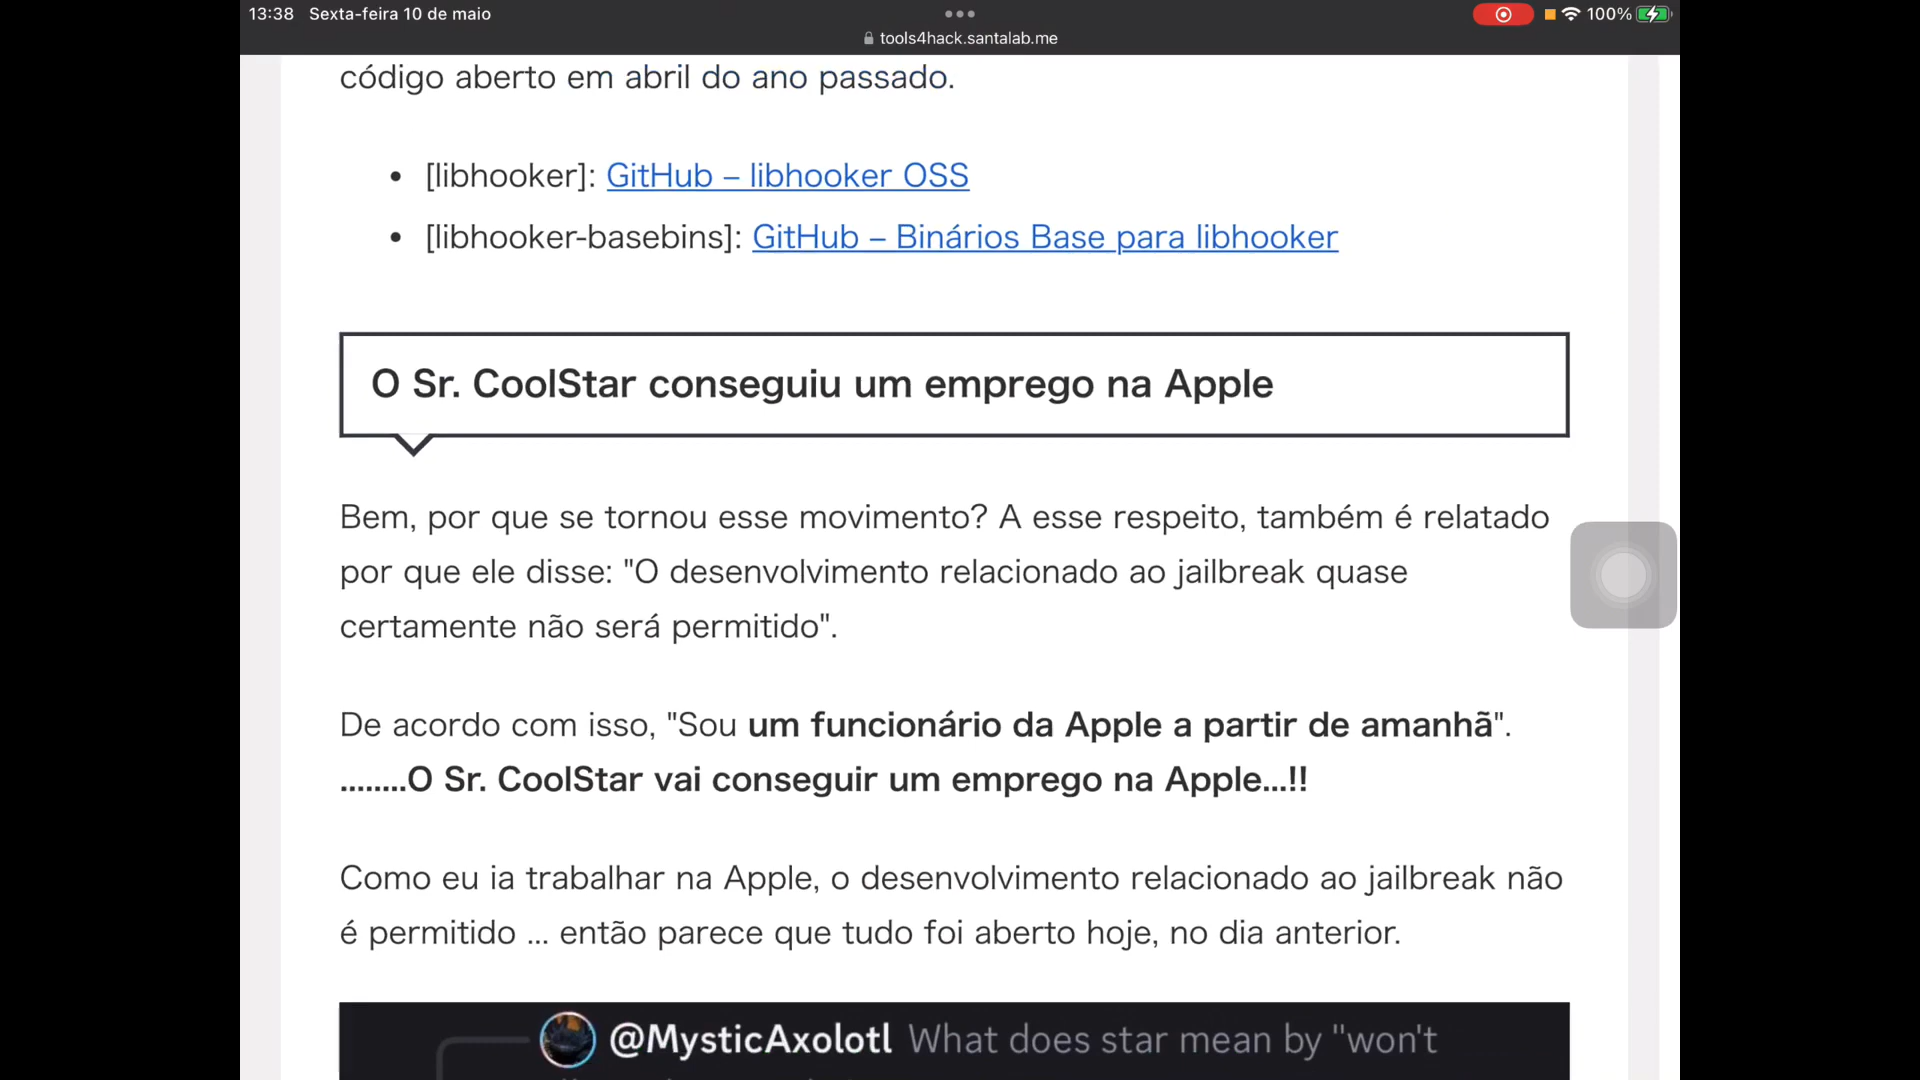 13:38 Sexta-feira 10 de maio
100%
tools4hack.santalab.me
código aberto em abril do ano passado.
• [libhooker]: GitHub – libhooker OSS
• [libhooker-basebins]: GitHub – Binários Base para libhooker
O Sr. CoolStar conseguiu um emprego na Apple
Bem, por que se tornou esse movimento? A esse respeito, também é relatado
por que ele disse: "O desenvolvimento relacionado ao jailbreak quase
certamente não será permitido".
De acordo com isso, "Sou um funcionário da Apple a partir de amanhã".
........O Sr. CoolStar vai conseguir um emprego na Apple...!!
Como eu ia trabalhar na Apple, o desenvolvimento relacionado ao jailbreak não
é permitido ... então parece que tudo foi aberto hoje, no dia anterior.
@MysticAxolotl What does star mean by "won't